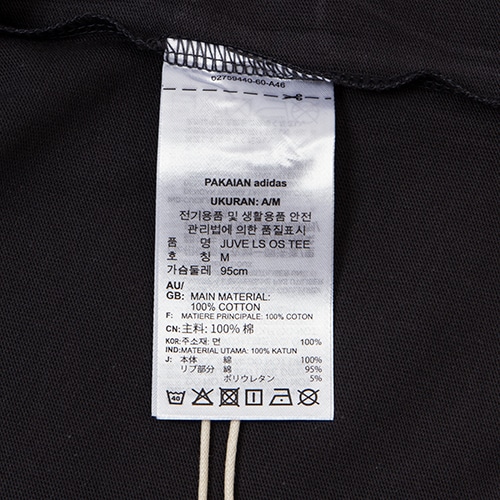 62759440-60-A46
PAKAIAN adidas
UKURAN: A/M
전기용품 및 생활용품 안전
관리법에 의한 품질표시
품 명 JUVE LS OS TEE
호 칭 M
가슴둘레 95cm
AU/
GB: MAIN MATERIAL:
100% COTTON
F: MATIERE PRINCIPALE: 100% COTON
CN: 主料: 100% 棉
KOR: 주소재: 면 100%
IND: MATERIAL UTAMA: 100% KATUN
J: 本体 綿 100%
リブ部分 綿 95%
ポリウレタン 5%
40